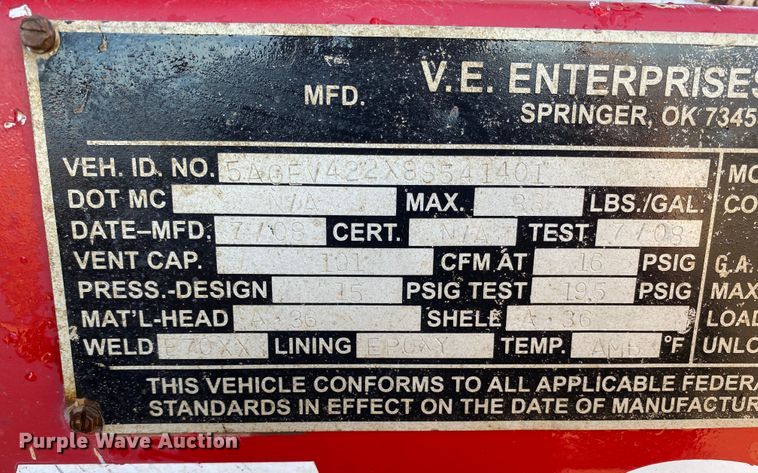 V.E. ENTERPRISES
MFD.
SPRINGER, OK 7345
VEH. ID. NO. 5AGFV422X8S541401 MO
DOT MC N/A MAX. LBS./GAL. CO
DATE–MFD. 7/08 CERT. N/A TEST 7/08
VENT CAP. 101 CFM AT 16 PSIG G.A.
PRESS.-DESIGN 15 PSIG TEST 19.5 PSIG MAX
MAT'L-HEAD A-36 SHELL A-36 LOAD
WELD E70XX LINING EPOXY TEMP. AMB °F UNLO
THIS VEHICLE CONFORMS TO ALL APPLICABLE FEDERA
STANDARDS IN EFFECT ON THE DATE OF MANUFACTUR
Purple Wave Auction